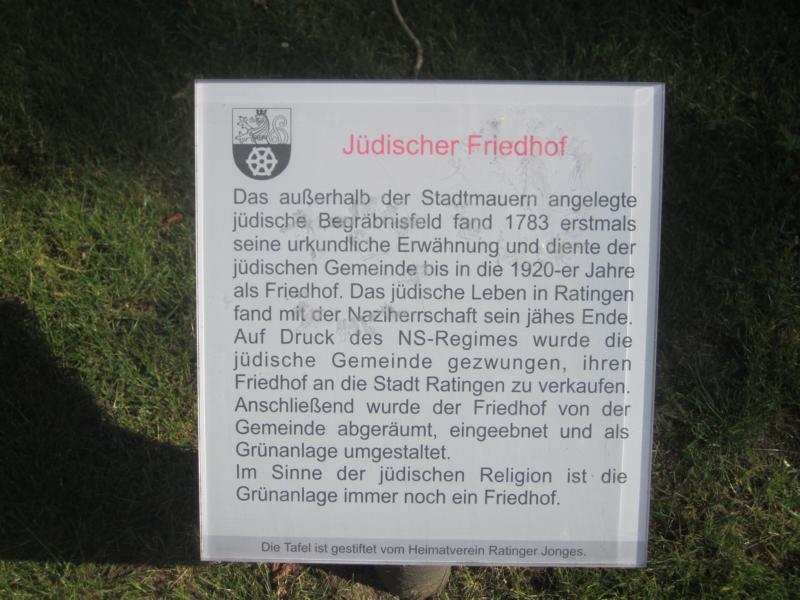 Jüdischer Friedhof
Das außerhalb der Stadtmauern angelegte
jüdische Begräbnisfeld fand 1783 erstmals
seine urkundliche Erwähnung und diente der
jüdischen Gemeinde bis in die 1920-er Jahre
als Friedhof. Das jüdische Leben in Ratingen
fand mit der Naziherrschaft sein jähes Ende.
Auf Druck des NS-Regimes wurde die
jüdische Gemeinde gezwungen, ihren
Friedhof an die Stadt Ratingen zu verkaufen.
Anschließend wurde der Friedhof von der
Gemeinde abgeräumt, eingeebnet und als
Grünanlage umgestaltet.
Im Sinne der jüdischen Religion ist die
Grünanlage immer noch ein Friedhof.
Die Tafel ist gestiftet vom Heimatverein Ratinger Jonges.